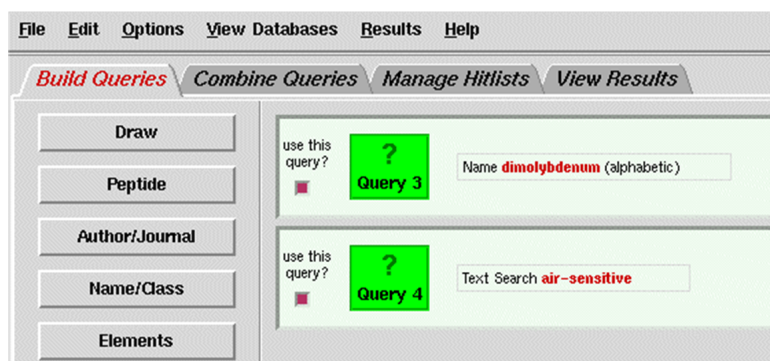 File Edit Options View Databases Results Help
Build Queries Combine Queries Manage Hitlists View Results
Draw
Peptide
Author/Journal
Name/Class
Elements
use this
query?
?
Query 3
Name dimolybdenum (alphabetic)
use this
query?
?
Query 4
Text Search air-sensitive